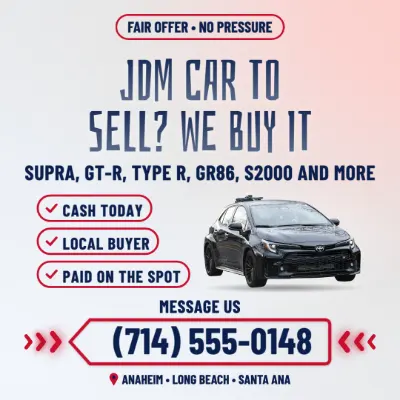 FAIR OFFER • NO PRESSURE
JDM CAR TO
SELL? WE BUY IT
SUPRA, GT-R, TYPE R, GR86, S2000 AND MORE
CASH TODAY
LOCAL BUYER
PAID ON THE SPOT
MESSAGE US
(714) 555-0148
ANAHEIM • LONG BEACH • SANTA ANA